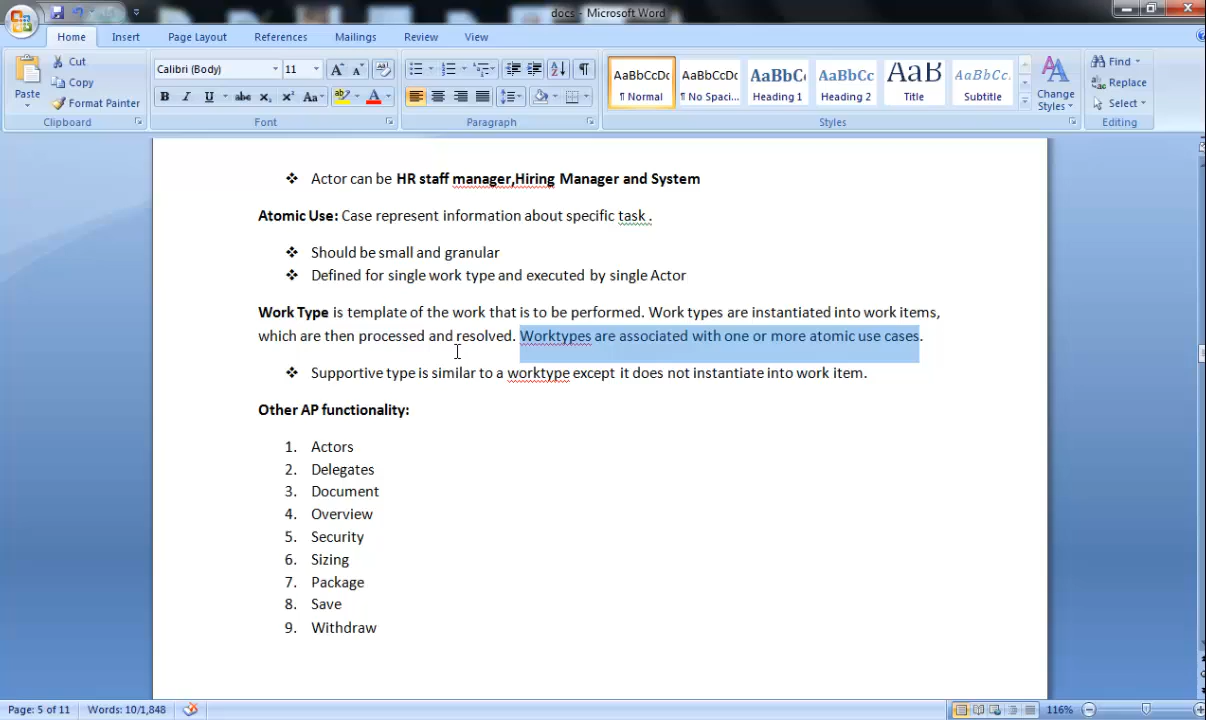 docs - Microsoft Word
Home Insert Page Layout References Mailings Review View
Paste
Cut
Copy
Format Painter
Clipboard
Calibri (Body) 11
B I U abc x₂ x² Aa
Font
Paragraph
AaBbCcDc AaBbCcDc AaBbC AaBbCc AaB AaBbCc.
¶ Normal ¶ No Spaci... Heading 1 Heading 2 Title Subtitle
Change Styles
Styles
Find
Replace
Select
Editing
❖ Actor can be HR staff manager,Hiring Manager and System
Atomic Use: Case represent information about specific task .
❖ Should be small and granular
❖ Defined for single work type and executed by single Actor
Work Type is template of the work that is to be performed. Work types are instantiated into work items,
which are then processed and resolved. Worktypes are associated with one or more atomic use cases.
❖ Supportive type is similar to a worktype except it does not instantiate into work item.
Other AP functionality:
1. Actors
2. Delegates
3. Document
4. Overview
5. Security
6. Sizing
7. Package
8. Save
9. Withdraw
Page: 5 of 11 Words: 10/1,848 116%